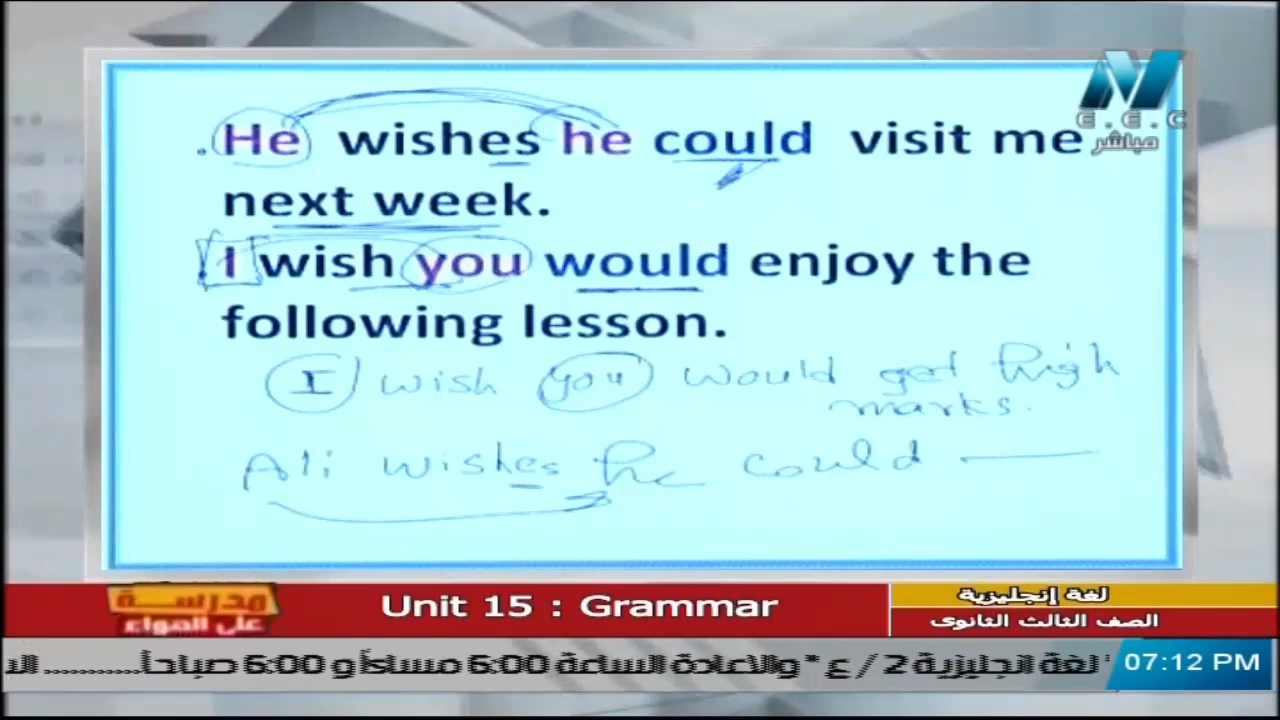 .He wishes he could visit me
next week.
.I wish you would enjoy the
following lesson.
I wish you would get high
marks.
Ali wishes he could
E.E.C
مباشر
مدرسة
على الهواء
Unit 15 : Grammar
لغة إنجليزية
الصف الثالث الثانوى
لغة انجليزية 2 / ع " والاعادة الساعة 6:00 مساءاً و 6:00 صباحاً.......... الا
07:12 PM